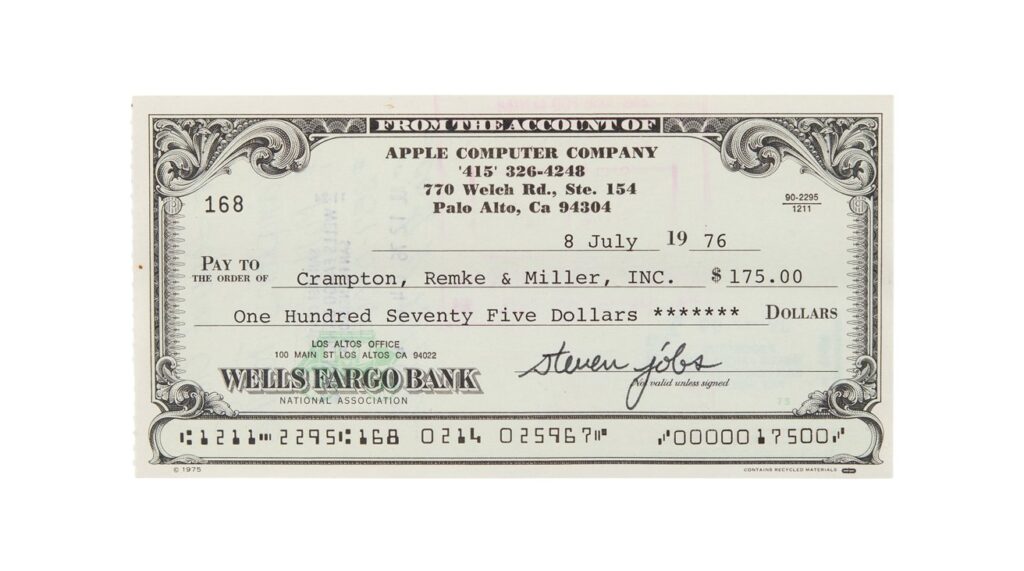 FROM THE ACCOUNT OF
APPLE COMPUTER COMPANY
'415' 326-4248
770 Welch Rd., Ste. 154
Palo Alto, Ca 94304
168
90-2295
1211
8 July 19 76
PAY TO
THE ORDER OF Crampton, Remke & Miller, INC. $ 175.00
One Hundred Seventy Five Dollars ******* DOLLARS
LOS ALTOS OFFICE
100 MAIN ST LOS ALTOS CA 94022
WELLS FARGO BANK
NATIONAL ASSOCIATION
steven jobs
Not valid unless signed
75
⑆1211⑉2295⑆168 0214 025967⑈ ⑇0000017500⑇
© 1975
CONTAINS RECYCLED MATERIALS